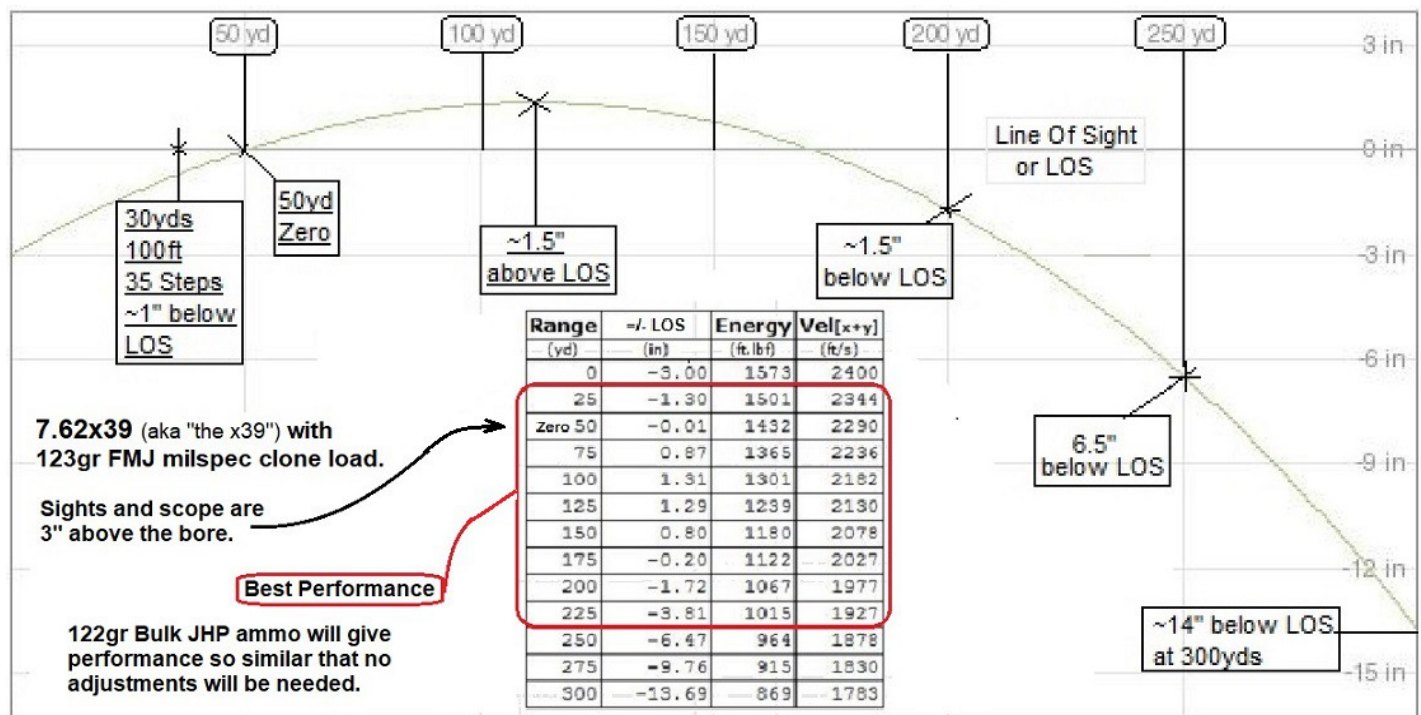 50 yd
100 yd
150 yd
200 yd
250 yd
3 in
0 in
-3 in
-6 in
-9 in
-12 in
-15 in
Line Of Sight
or LOS
30yds
100ft
35 Steps
~1" below
LOS
50yd
Zero
~1.5"
above LOS
~1.5"
below LOS
6.5"
below LOS
~14" below LOS
at 300yds
7.62x39 (aka "the x39") with
123gr FMJ milspec clone load.
Sights and scope are
3" above the bore.
Best Performance
122gr Bulk JHP ammo will give
performance so similar that no
adjustments will be needed.
Range =/- LOS Energy Vel[x+y]
(yd) (in) (ft.lbf) (ft/s)
0 -3.00 1573 2400
25 -1.30 1501 2344
Zero 50 -0.01 1432 2290
75 0.87 1365 2236
100 1.31 1301 2182
125 1.29 1239 2130
150 0.80 1180 2078
175 -0.20 1122 2027
200 -1.72 1067 1977
225 -3.81 1015 1927
250 -6.47 964 1878
275 -9.76 915 1830
300 -13.69 869 1783